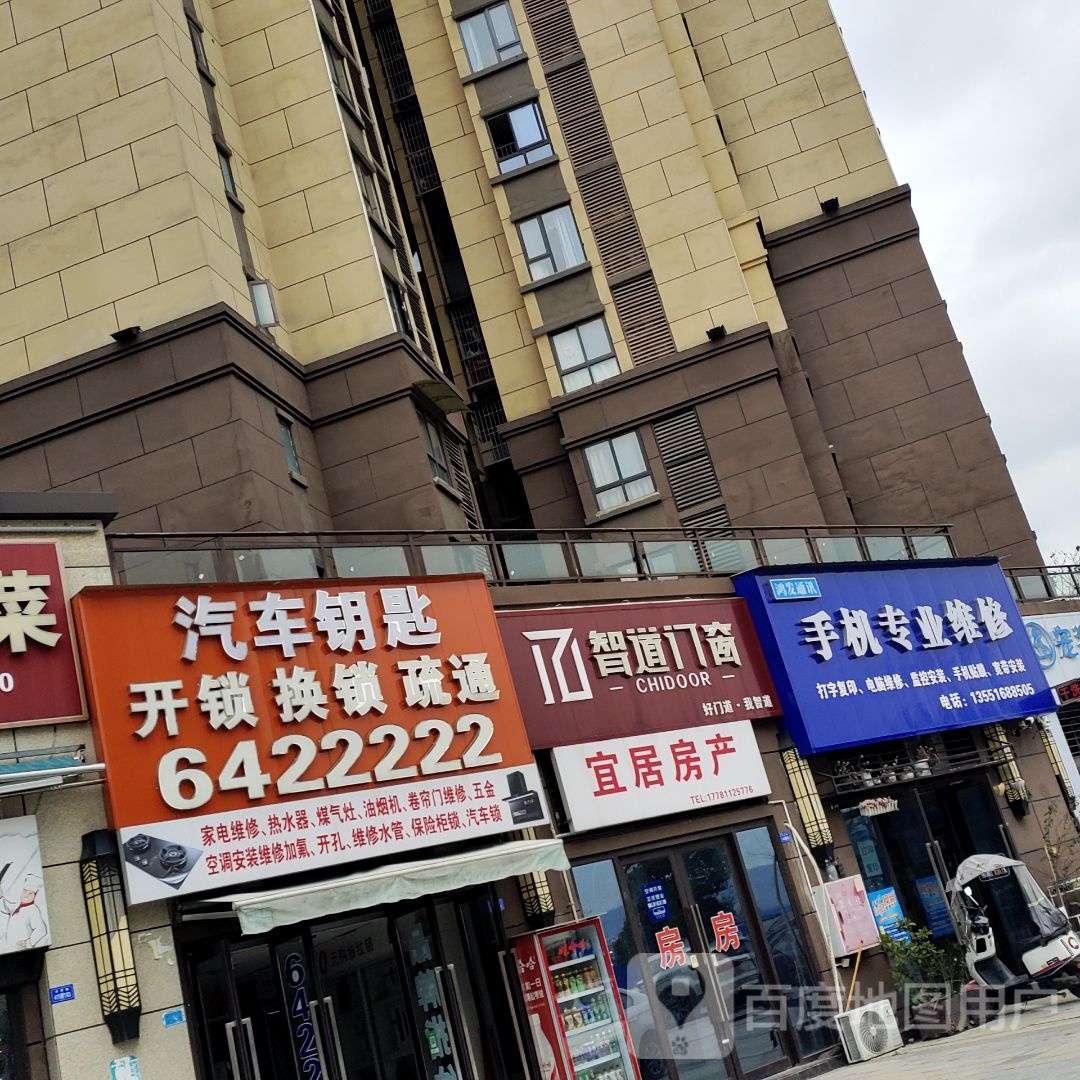 菜
0
汽车钥匙
开锁 换锁 疏通
6422222
家电维修、热水器、煤气灶、油烟机、卷帘门维修、五金
空调安装维修加氟、开孔、维修水管、保险柜锁、汽车锁
智道门窗
CHIDOOR
好门道·我智道
宜居房产
TEL:17781125776
鸿发通讯
手机专业维修
打字复印、电脑维修、监控安装、手机贴膜、宽带安装
电话：13551688505
6422
房 房
百度地图用户